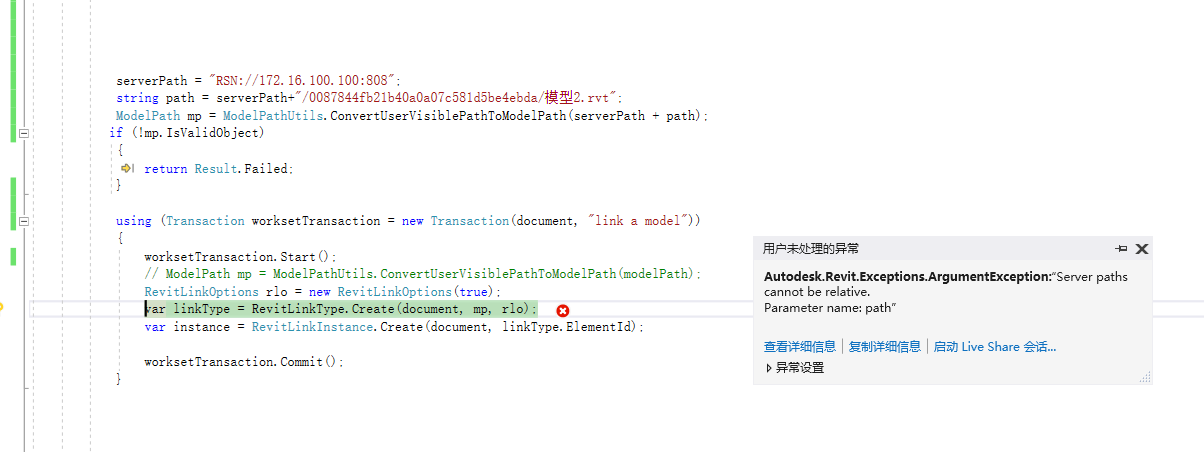 serverPath = "RSN://172.16.100.100:808";
string path = serverPath+"/0087844fb21b40a0a07c581d5be4ebda/模型2.rvt";
ModelPath mp = ModelPathUtils.ConvertUserVisiblePathToModelPath(serverPath + path);
if (!mp.IsValidObject)
{
return Result.Failed;
}
using (Transaction worksetTransaction = new Transaction(document, "link a model"))
{
worksetTransaction.Start();
// ModelPath mp = ModelPathUtils.ConvertUserVisiblePathToModelPath(modelPath);
RevitLinkOptions rlo = new RevitLinkOptions(true);
var linkType = RevitLinkType.Create(document, mp, rlo);
var instance = RevitLinkInstance.Create(document, linkType.ElementId);
worksetTransaction.Commit();
}
用户未处理的异常
Autodesk.Revit.Exceptions.ArgumentException:“Server paths
cannot be relative.
Parameter name: path”
查看详细信息 | 复制详细信息 | 启动 Live Share 会话...
异常设置